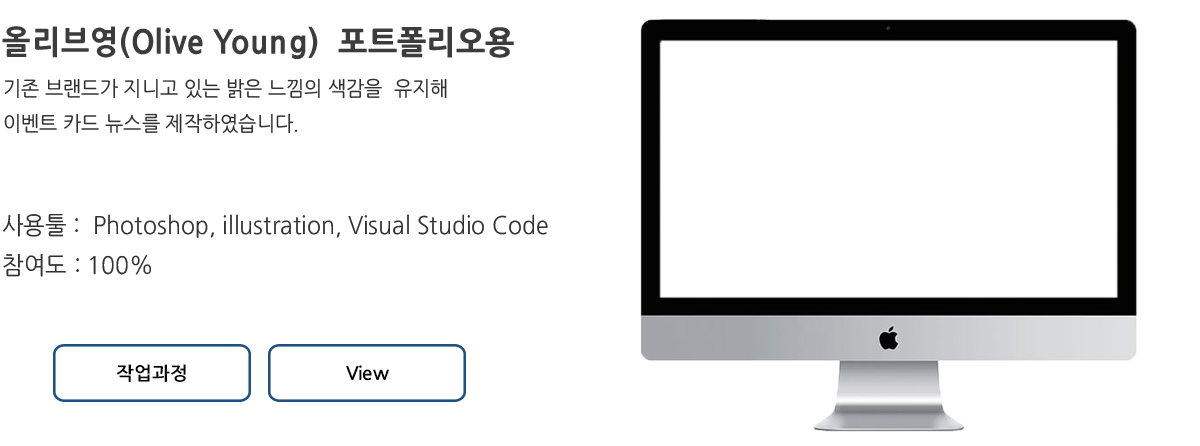 올리브영(Olive Young) 포트폴리오용
기존 브랜드가 지니고 있는 밝은 느낌의 색감을 유지해
이벤트 카드 뉴스를 제작하였습니다.
사용툴 : Photoshop, illustration, Visual Studio Code
참여도 : 100%
작업과정
View